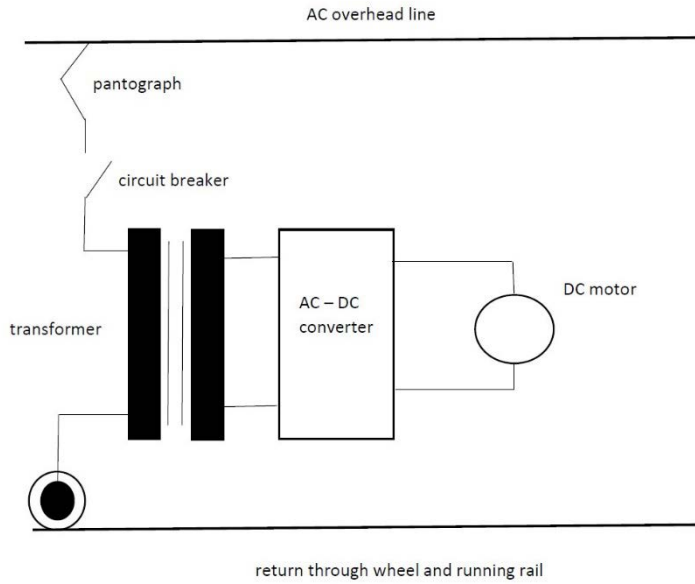 AC overhead line
pantograph
circuit breaker
AC – DC
converter
DC motor
transformer
return through wheel and running rail